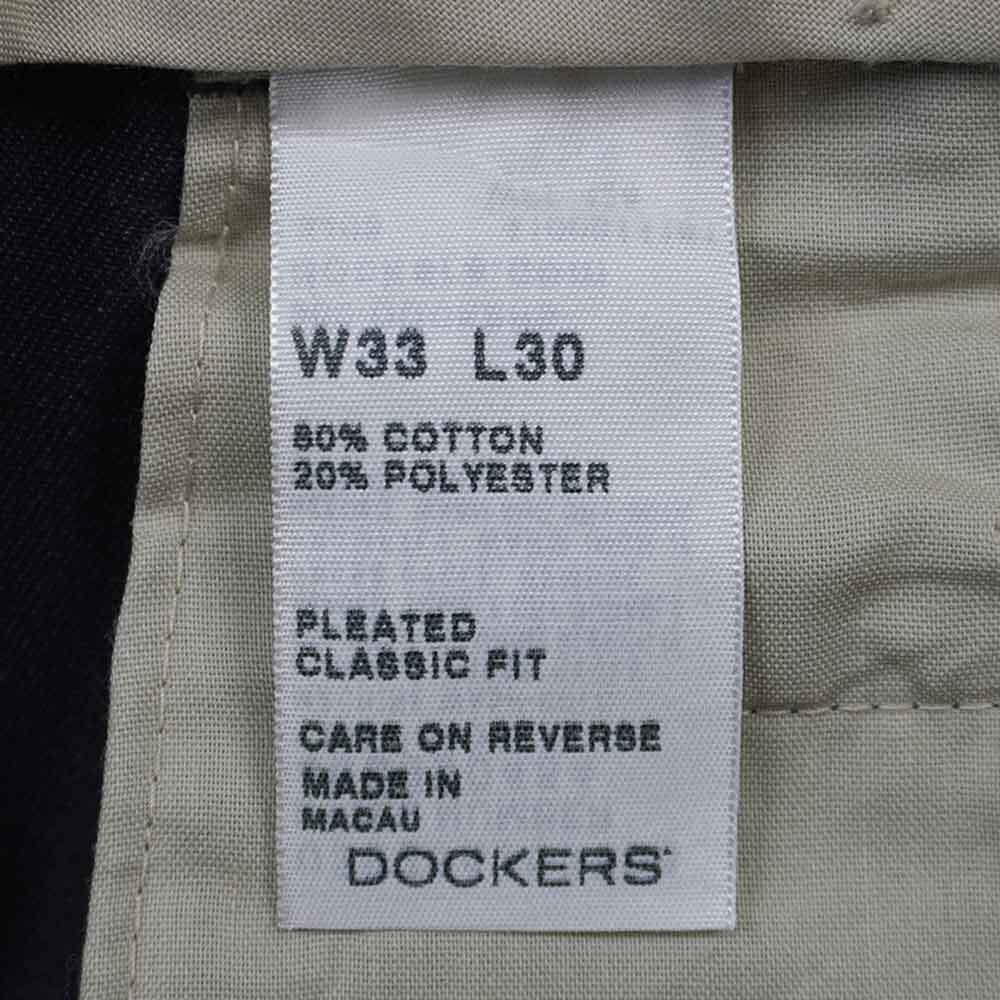 W33 L30
80% COTTON
20% POLYESTER
PLEATED
CLASSIC FIT
CARE ON REVERSE
MADE IN
MACAU
DOCKERS